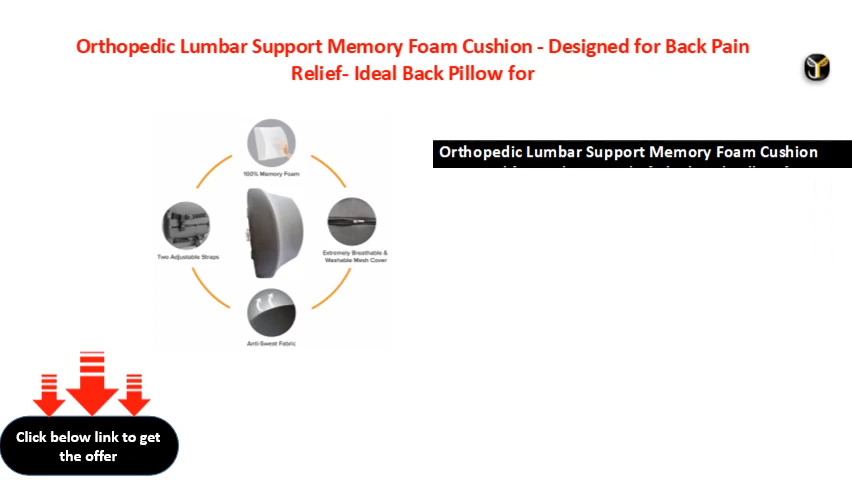 Orthopedic Lumbar Support Memory Foam Cushion - Designed for Back Pain
Relief- Ideal Back Pillow for
Orthopedic Lumbar Support Memory Foam Cushion
100% Memory Foam
Two Adjustable Straps
Extremely Breathable &
Washable Mesh Cover
Anti-Sweat Fabric
Click below link to get
the offer